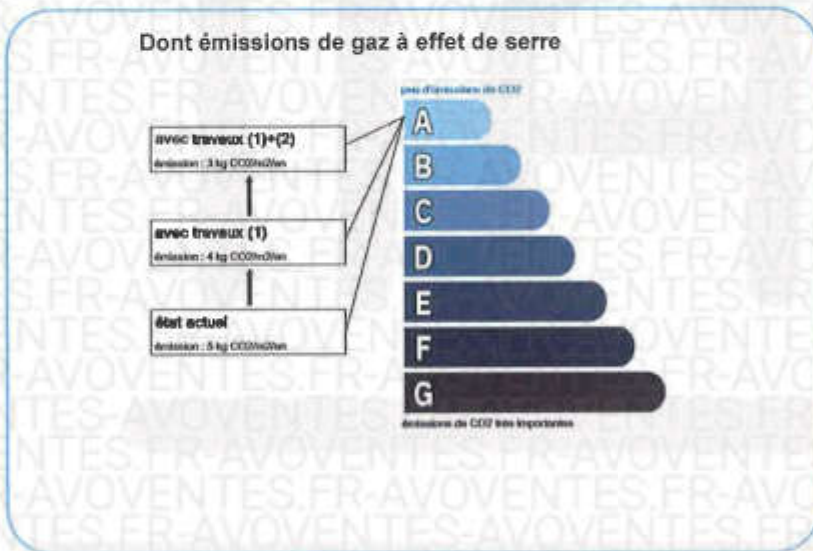 Dont émissions de gaz à effet de serre
peu d'émissions de CO2
A
avec travaux (1)+(2)
émission : 3 kg CO2/m2/an
B
C
avec travaux (1)
émission : 4 kg CO2/m2/an
D
E
état actuel
émission : 5 kg CO2/m2/an
F
G
émissions de CO2 très importantes
AVOVENTES.FR